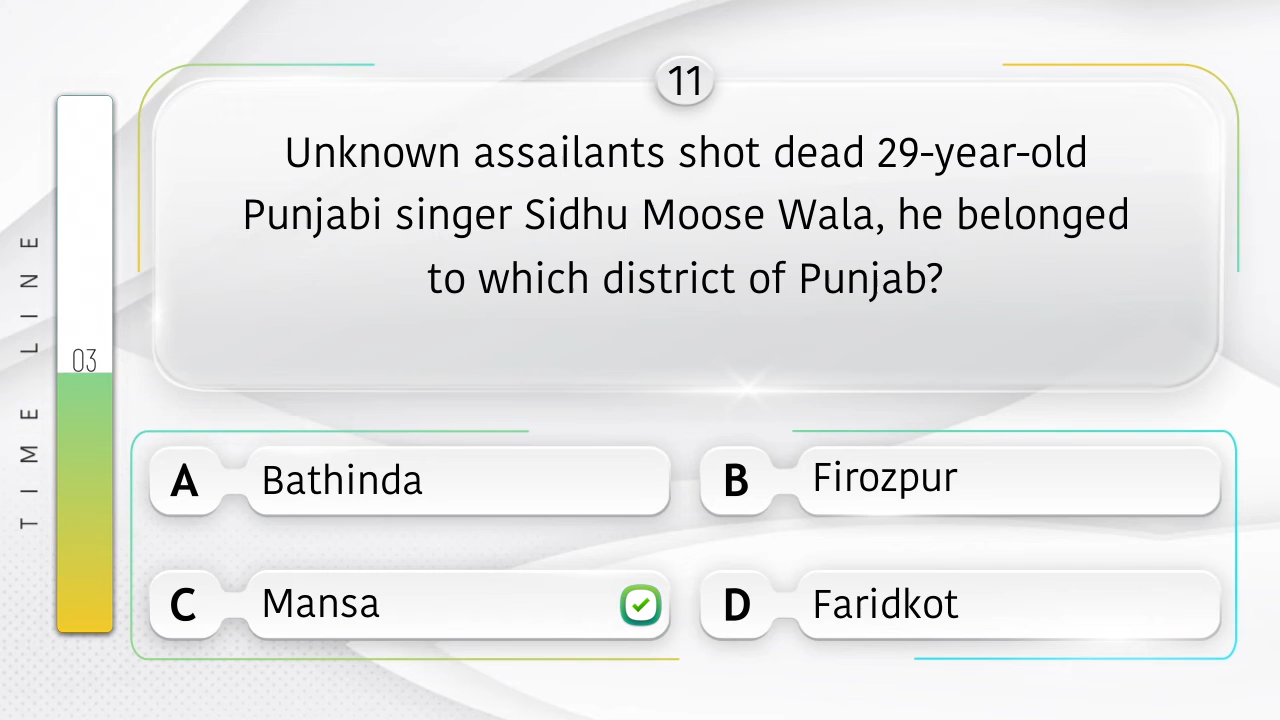 11
Unknown assailants shot dead 29-year-old
Punjabi singer Sidhu Moose Wala, he belonged
to which district of Punjab?
TIME LINE
03
A Bathinda
B Firozpur
C Mansa
D Faridkot